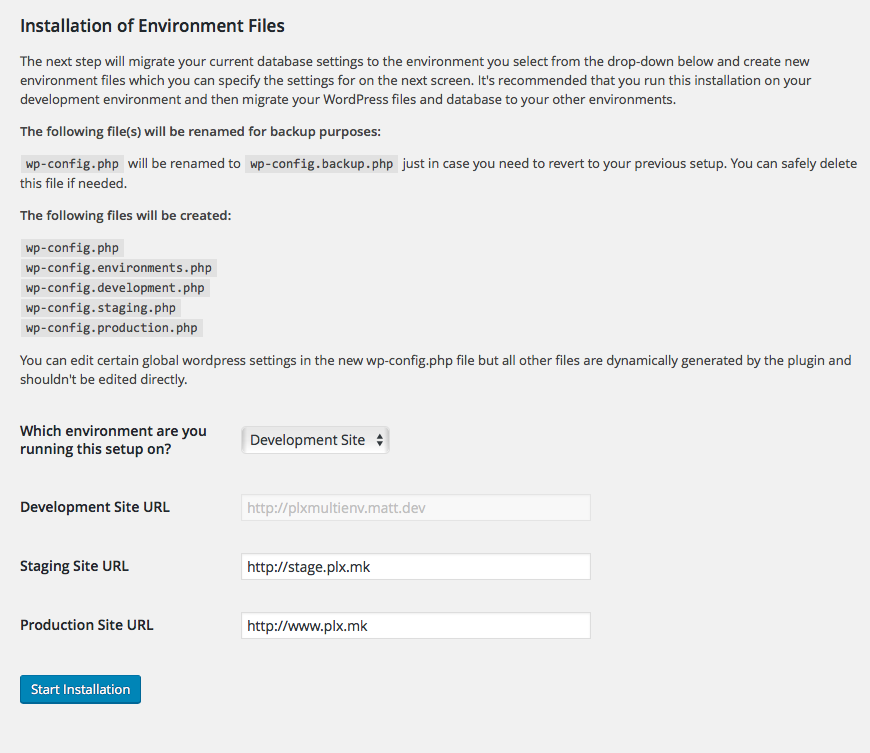 Installation of Environment Files
The next step will migrate your current database settings to the environment you select from the drop-down below and create new
environment files which you can specify the settings for on the next screen. It's recommended that you run this installation on your
development environment and then migrate your WordPress files and database to your other environments.
The following file(s) will be renamed for backup purposes:
wp-config.php will be renamed to wp-config.backup.php just in case you need to revert to your previous setup. You can safely delete
this file if needed.
The following files will be created:
wp-config.php
wp-config.environments.php
wp-config.development.php
wp-config.staging.php
wp-config.production.php
You can edit certain global wordpress settings in the new wp-config.php file but all other files are dynamically generated by the plugin and
shouldn't be edited directly.
Which environment are you
running this setup on?
Development Site
Development Site URL
http://plxmultienv.matt.dev
Staging Site URL
http://stage.plx.mk
Production Site URL
http://www.plx.mk
Start Installation